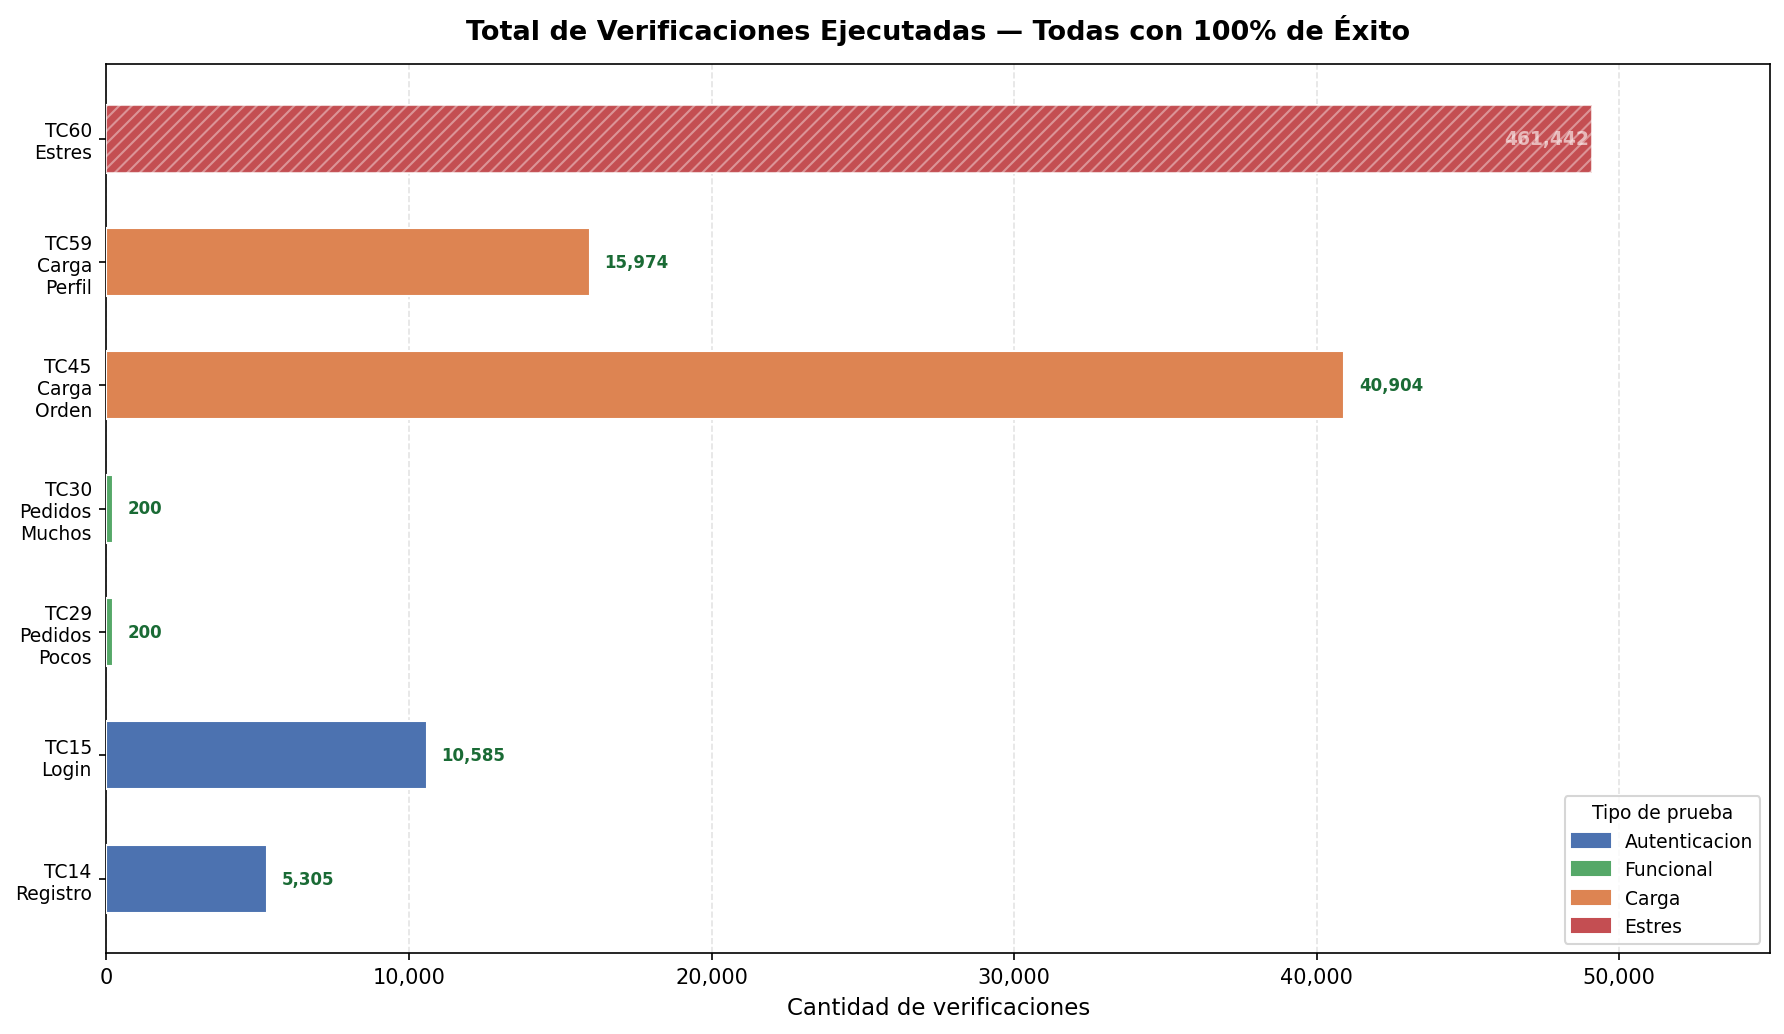 Total de Verificaciones Ejecutadas — Todas con 100% de Éxito
TC60
Estres
461,442
TC59
Carga
Perfil
15,974
TC45
Carga
Orden
40,904
TC30
Pedidos
Muchos
200
TC29
Pedidos
Pocos
200
TC15
Login
10,585
TC14
Registro
5,305
Tipo de prueba
Autenticacion
Funcional
Carga
Estres
0
10,000
20,000
30,000
40,000
50,000
Cantidad de verificaciones